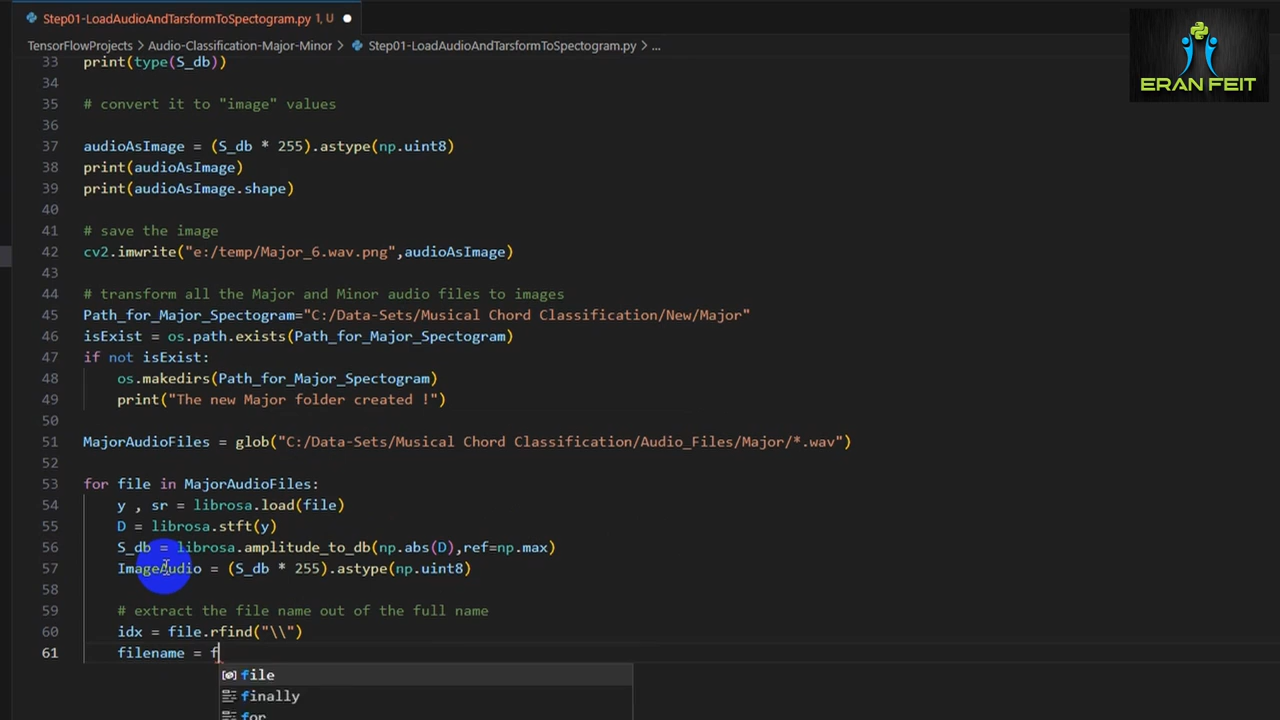 Step01-LoadAudioAndTarsformToSpectogram.py 1, U
TensorFlowProjects > Audio-Classification-Major-Minor > Step01-LoadAudioAndTarsformToSpectogram.py > ...
ERAN FEIT
33 print(type(S_db))
34
35 # convert it to "image" values
36
37 audioAsImage = (S_db * 255).astype(np.uint8)
38 print(audioAsImage)
39 print(audioAsImage.shape)
40
41 # save the image
42 cv2.imwrite("e:/temp/Major_6.wav.png",audioAsImage)
43
44 # transform all the Major and Minor audio files to images
45 Path_for_Major_Spectogram="C:/Data-Sets/Musical Chord Classification/New/Major"
46 isExist = os.path.exists(Path_for_Major_Spectogram)
47 if not isExist:
48 os.makedirs(Path_for_Major_Spectogram)
49 print("The new Major folder created !")
50
51 MajorAudioFiles = glob("C:/Data-Sets/Musical Chord Classification/Audio_Files/Major/*.wav")
52
53 for file in MajorAudioFiles:
54 y , sr = librosa.load(file)
55 D = librosa.stft(y)
56 S_db = librosa.amplitude_to_db(np.abs(D),ref=np.max)
57 ImageAudio = (S_db * 255).astype(np.uint8)
58
59 # extract the file name out of the full name
60 idx = file.rfind("\\")
61 filename = f
file
finally
for